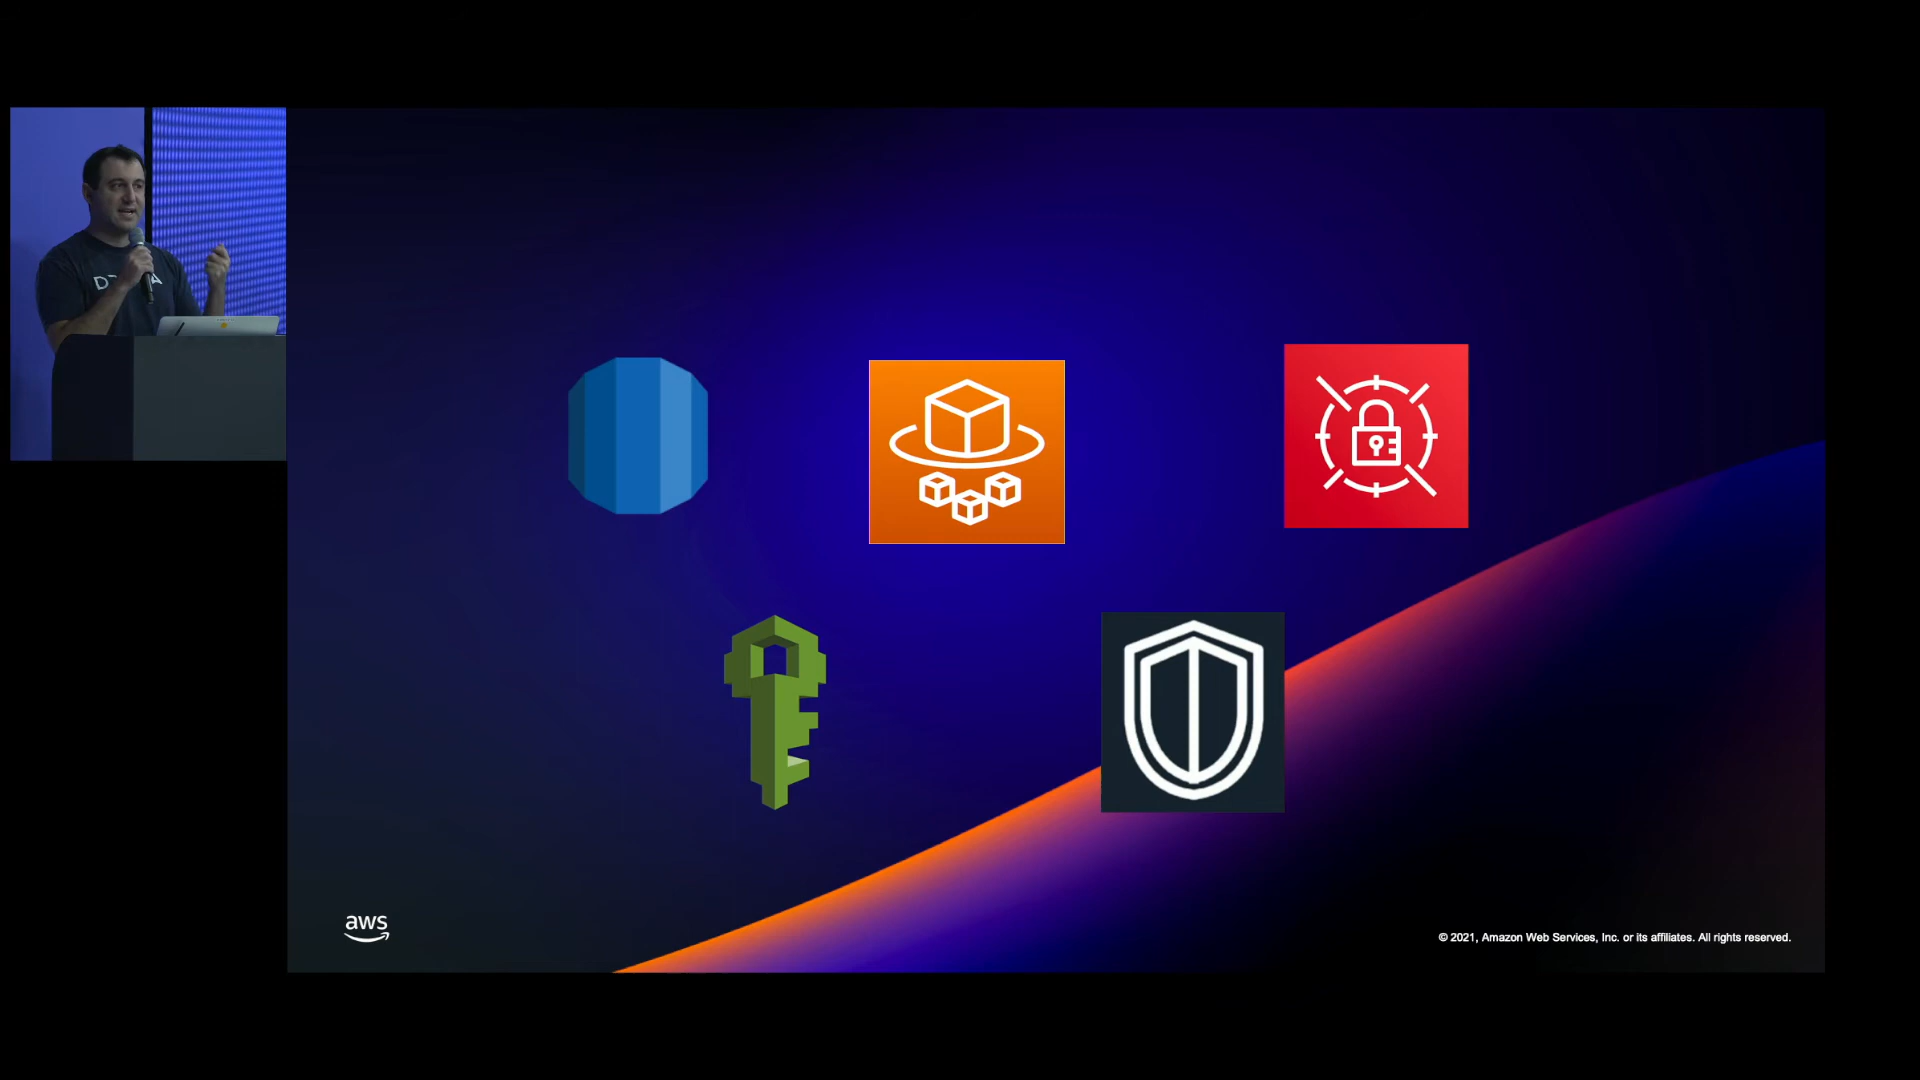 aws
© 2021, Amazon Web Services, Inc. or its affiliates. All rights reserved.